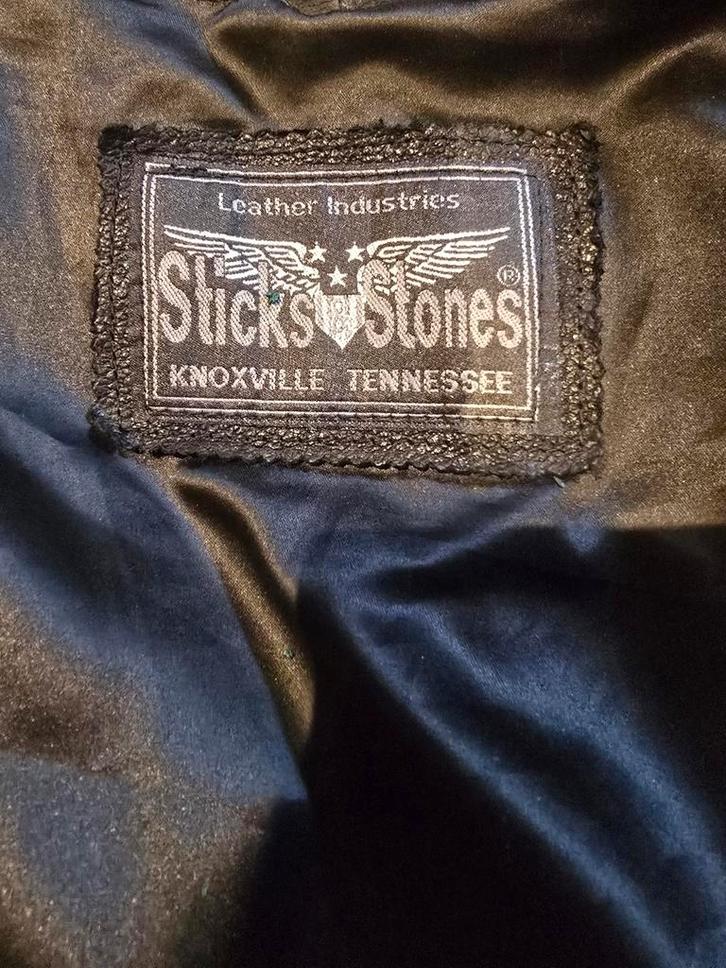 Leather Industries
Sticks Stones ®
KNOXVILLE TENNESSEE